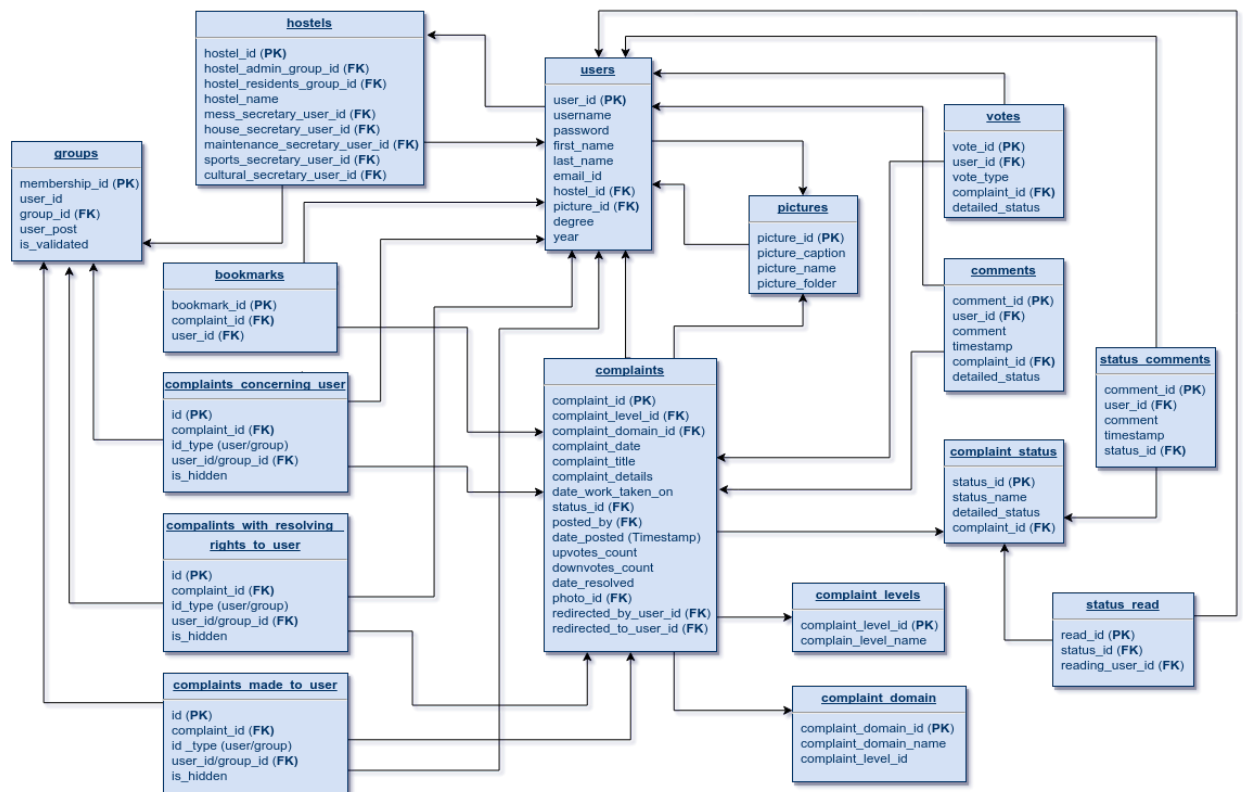 hostels
hostel_id (PK)
hostel_admin_group_id (FK)
hostel_residents_group_id (FK)
hostel_name
mess_secretary_user_id (FK)
house_secretary_user_id (FK)
maintenance_secretary_user_id (FK)
sports_secretary_user_id (FK)
cultural_secretary_user_id (FK)
users
user_id (PK)
username
password
first_name
last_name
email_id
hostel_id (FK)
picture_id (FK)
degree
year
votes
vote_id (PK)
user_id (FK)
vote_type
complaint_id (FK)
detailed_status
groups
membership_id (PK)
user_id
group_id (FK)
user_post
is_validated
pictures
picture_id (PK)
picture_caption
picture_name
picture_folder
bookmarks
bookmark_id (PK)
complaint_id (FK)
user_id (FK)
comments
comment_id (PK)
user_id (FK)
comment
timestamp
complaint_id (FK)
detailed_status
status_comments
comment_id (PK)
user_id (FK)
comment
timestamp
status_id (FK)
complaints_concerning_user
id (PK)
complaint_id (FK)
id_type (user/group)
user_id/group_id (FK)
is_hidden
complaints
complaint_id (PK)
complaint_level_id (FK)
complaint_domain_id (FK)
complaint_date
complaint_title
complaint_details
date_work_taken_on
status_id (FK)
posted_by (FK)
date_posted (Timestamp)
upvotes_count
downvotes_count
date_resolved
photo_id (FK)
redirected_by_user_id (FK)
redirected_to_user_id (FK)
complaint_status
status_id (PK)
status_name
detailed_status
complaint_id (FK)
compalints_with_resolving_
rights_to_user
id (PK)
complaint_id (FK)
id_type (user/group)
user_id/group_id (FK)
is_hidden
complaint_levels
complaint_level_id (PK)
complain_level_name
status_read
read_id (PK)
status_id (FK)
reading_user_id (FK)
complaints_made_to_user
id (PK)
complaint_id (FK)
id _type (user/group)
user_id/group_id (FK)
is_hidden
complaint_domain
complaint_domain_id (PK)
complaint_domain_name
complaint_level_id